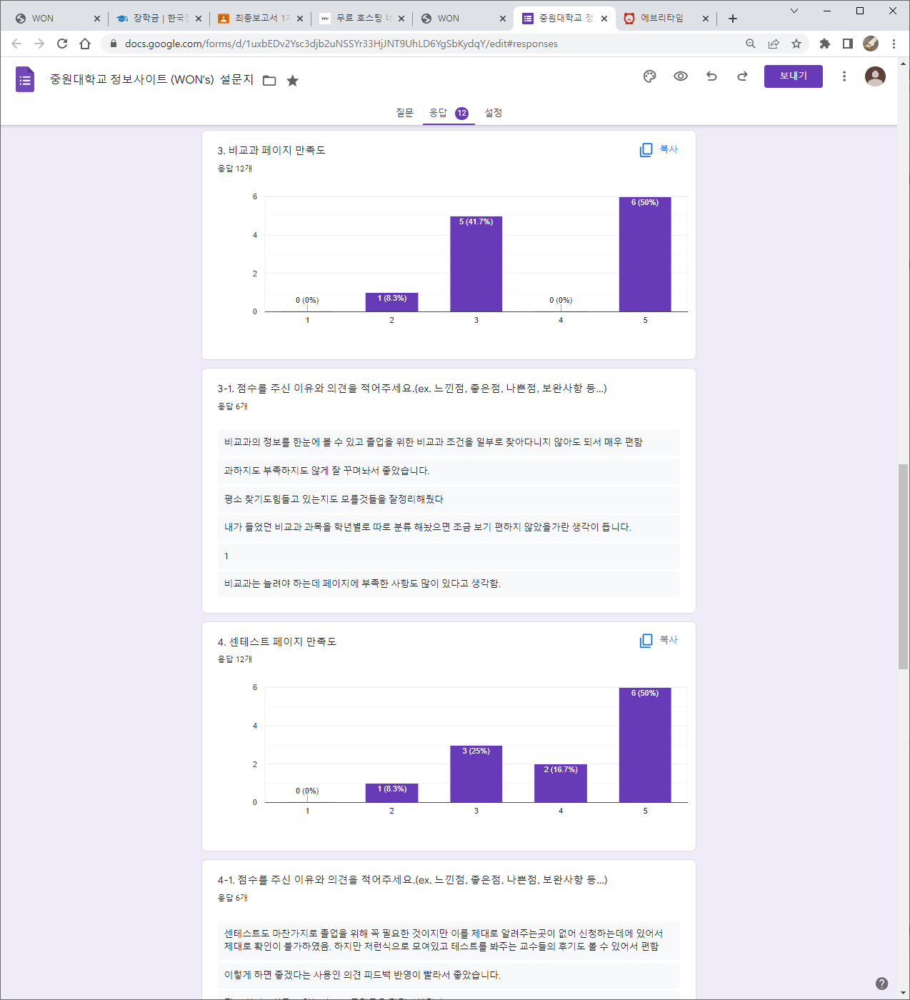 WON
장학금 | 한국장
최종보고서 1기
무료 호스팅 네
WON
중원대학교 정
에브리타임
docs.google.com/forms/d/1uxbEDv2Ysc3djb2uNSSYr33HjJNT9UhLD6YgSbKydqY/edit#responses
중원대학교 정보사이트 (WON's) 설문지
보내기
질문 응답 12 설정
3. 비교과 페이지 만족도
복사
응답 12개
6
4
2
0
0 (0%)
1 (8.3%)
5 (41.7%)
0 (0%)
6 (50%)
1 2 3 4 5
3-1. 점수를 주신 이유와 의견을 적어주세요.(ex. 느낀점, 좋은점, 나쁜점, 보완사항 등...)
응답 6개
비교과의 정보를 한눈에 볼 수 있고 졸업을 위한 비교과 조건을 일부로 찾아다니지 않아도 되서 매우 편함
과하지도 부족하지도 않게 잘 꾸며놔서 좋았습니다.
평소 찾기도힘들고 있는지도 모를것들을 잘정리해줬다
내가 들었던 비교과 과목을 학년별로 따로 분류 해놨으면 조금 보기 편하지 않았을가란 생각이 듭니다.
1
비교과는 늘려야 하는데 페이지에 부족한 사항도 많이 있다고 생각함.
4. 센테스트 페이지 만족도
복사
응답 12개
6
4
2
0
0 (0%)
1 (8.3%)
3 (25%)
2 (16.7%)
6 (50%)
1 2 3 4 5
4-1. 점수를 주신 이유와 의견을 적어주세요.(ex. 느낀점, 좋은점, 나쁜점, 보완사항 등...)
응답 6개
센테스트도 마찬가지로 졸업을 위해 꼭 필요한 것이지만 이를 제대로 알려주는곳이 없어 신청하는데에 있어서
제대로 확인이 불가하였음. 하지만 저런식으로 모여있고 테스트를 봐주는 교수들의 후기도 볼 수 있어서 편함
이렇게 하면 좋겠다는 사용인 의견 피드백 반영이 빨라서 좋았습니다.